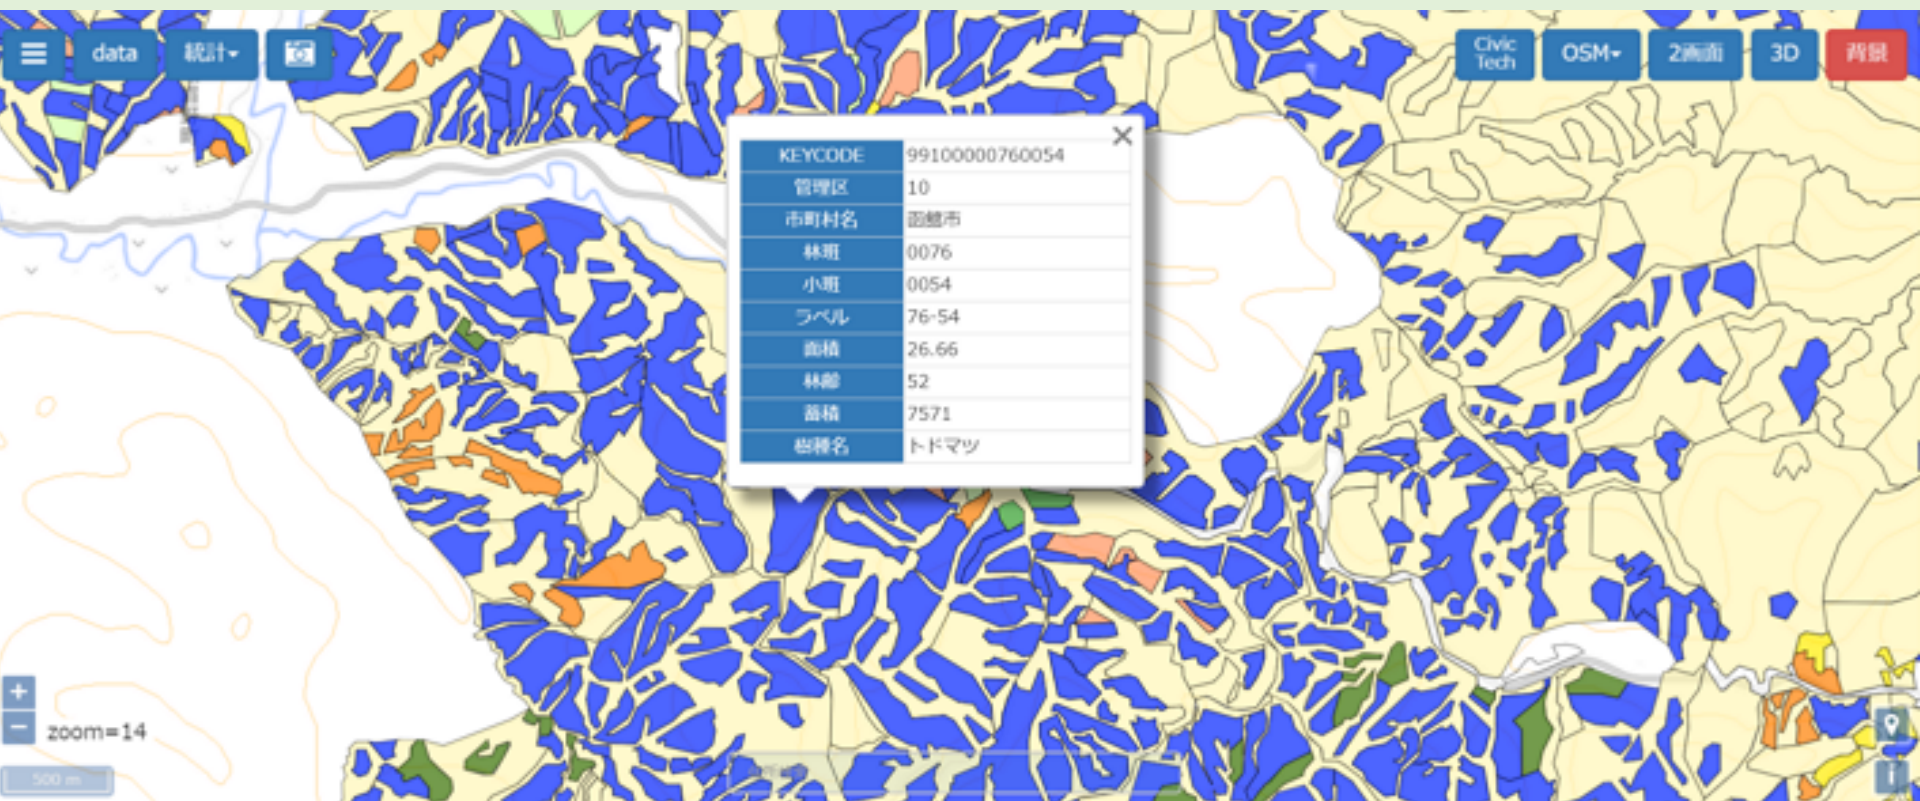 data
統計
Civic
Tech
OSM
2画面
3D
背景
KEYCODE 99100000760054
管理区 10
市町村名 函館市
林班 0076
小班 0054
ラベル 76-54
面積 26.66
林齢 52
蓄積 7571
樹種名 トドマツ
+
−
zoom=14
500 m
i